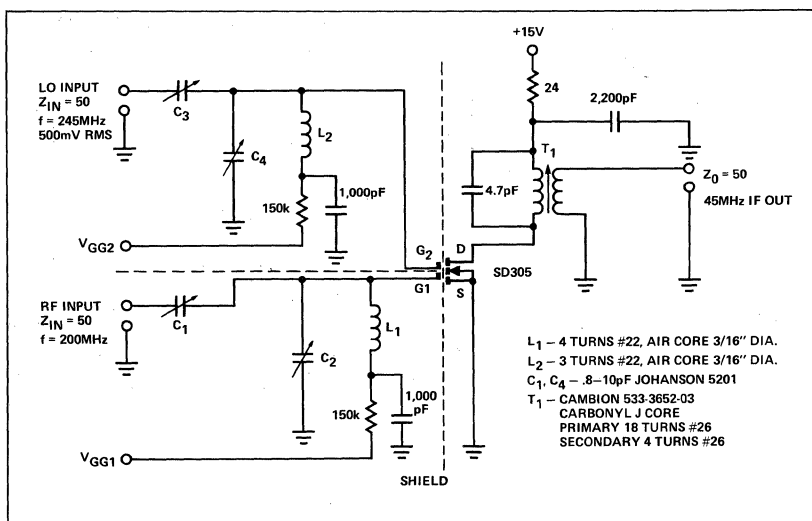 +15V
24
2,200pF
T1
4.7pF
Z0 = 50
45MHz IF OUT
LO INPUT
ZIN = 50
f = 245MHz
500mV RMS
C3
C4
L2
1,000pF
150k
VGG2
G2
D
G1
S
SD305
RF INPUT
ZIN = 50
f = 200MHz
C1
C2
L1
1,000
pF
150k
VGG1
SHIELD
L1 – 4 TURNS #22, AIR CORE 3/16" DIA.
L2 – 3 TURNS #22, AIR CORE 3/16" DIA.
C1, C4 – .8–10pF JOHANSON 5201
T1 – CAMBION 533-3652-03
CARBONYL J CORE
PRIMARY 18 TURNS #26
SECONDARY 4 TURNS #26